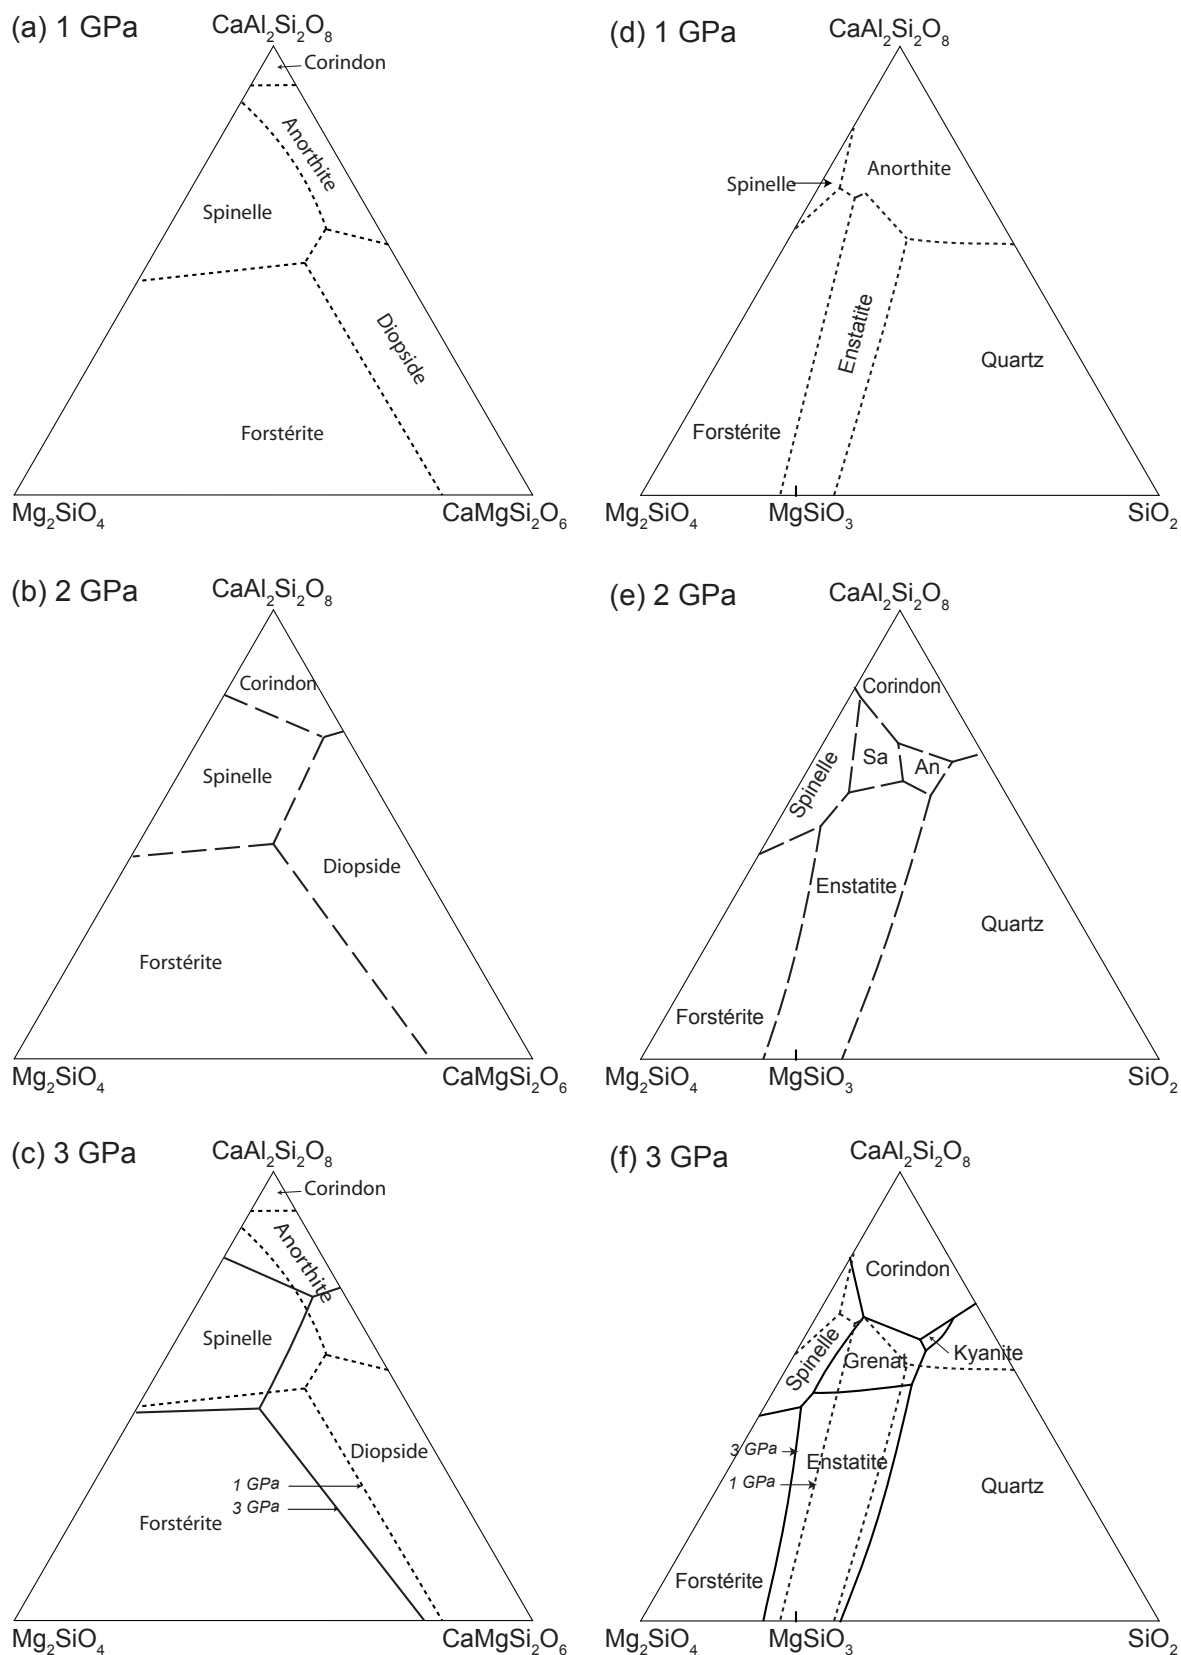 (a) 1 GPa
CaAl₂Si₂O₈
Corindon
Anorthite
Spinelle
Diopside
Forstérite
Mg₂SiO₄
CaMgSi₂O₆
(d) 1 GPa
CaAl₂Si₂O₈
Anorthite
Spinelle
Enstatite
Quartz
Forstérite
Mg₂SiO₄
MgSiO₃
SiO₂
(b) 2 GPa
CaAl₂Si₂O₈
Corindon
Spinelle
Diopside
Forstérite
Mg₂SiO₄
CaMgSi₂O₆
(e) 2 GPa
CaAl₂Si₂O₈
Corindon
Sa
An
Spinelle
Enstatite
Quartz
Forstérite
Mg₂SiO₄
MgSiO₃
SiO₂
(c) 3 GPa
CaAl₂Si₂O₈
Corindon
Anorthite
Spinelle
Diopside
1 GPa
3 GPa
Forstérite
Mg₂SiO₄
CaMgSi₂O₆
(f) 3 GPa
CaAl₂Si₂O₈
Corindon
Kyanite
Grenat
Spinelle
3 GPa
Enstatite
1 GPa
Quartz
Forstérite
Mg₂SiO₄
MgSiO₃
SiO₂